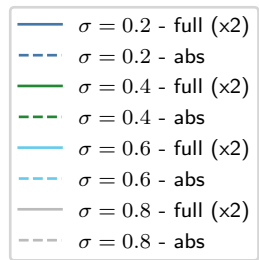 σ = 0.2 - full (x2)
σ = 0.2 - abs
σ = 0.4 - full (x2)
σ = 0.4 - abs
σ = 0.6 - full (x2)
σ = 0.6 - abs
σ = 0.8 - full (x2)
σ = 0.8 - abs